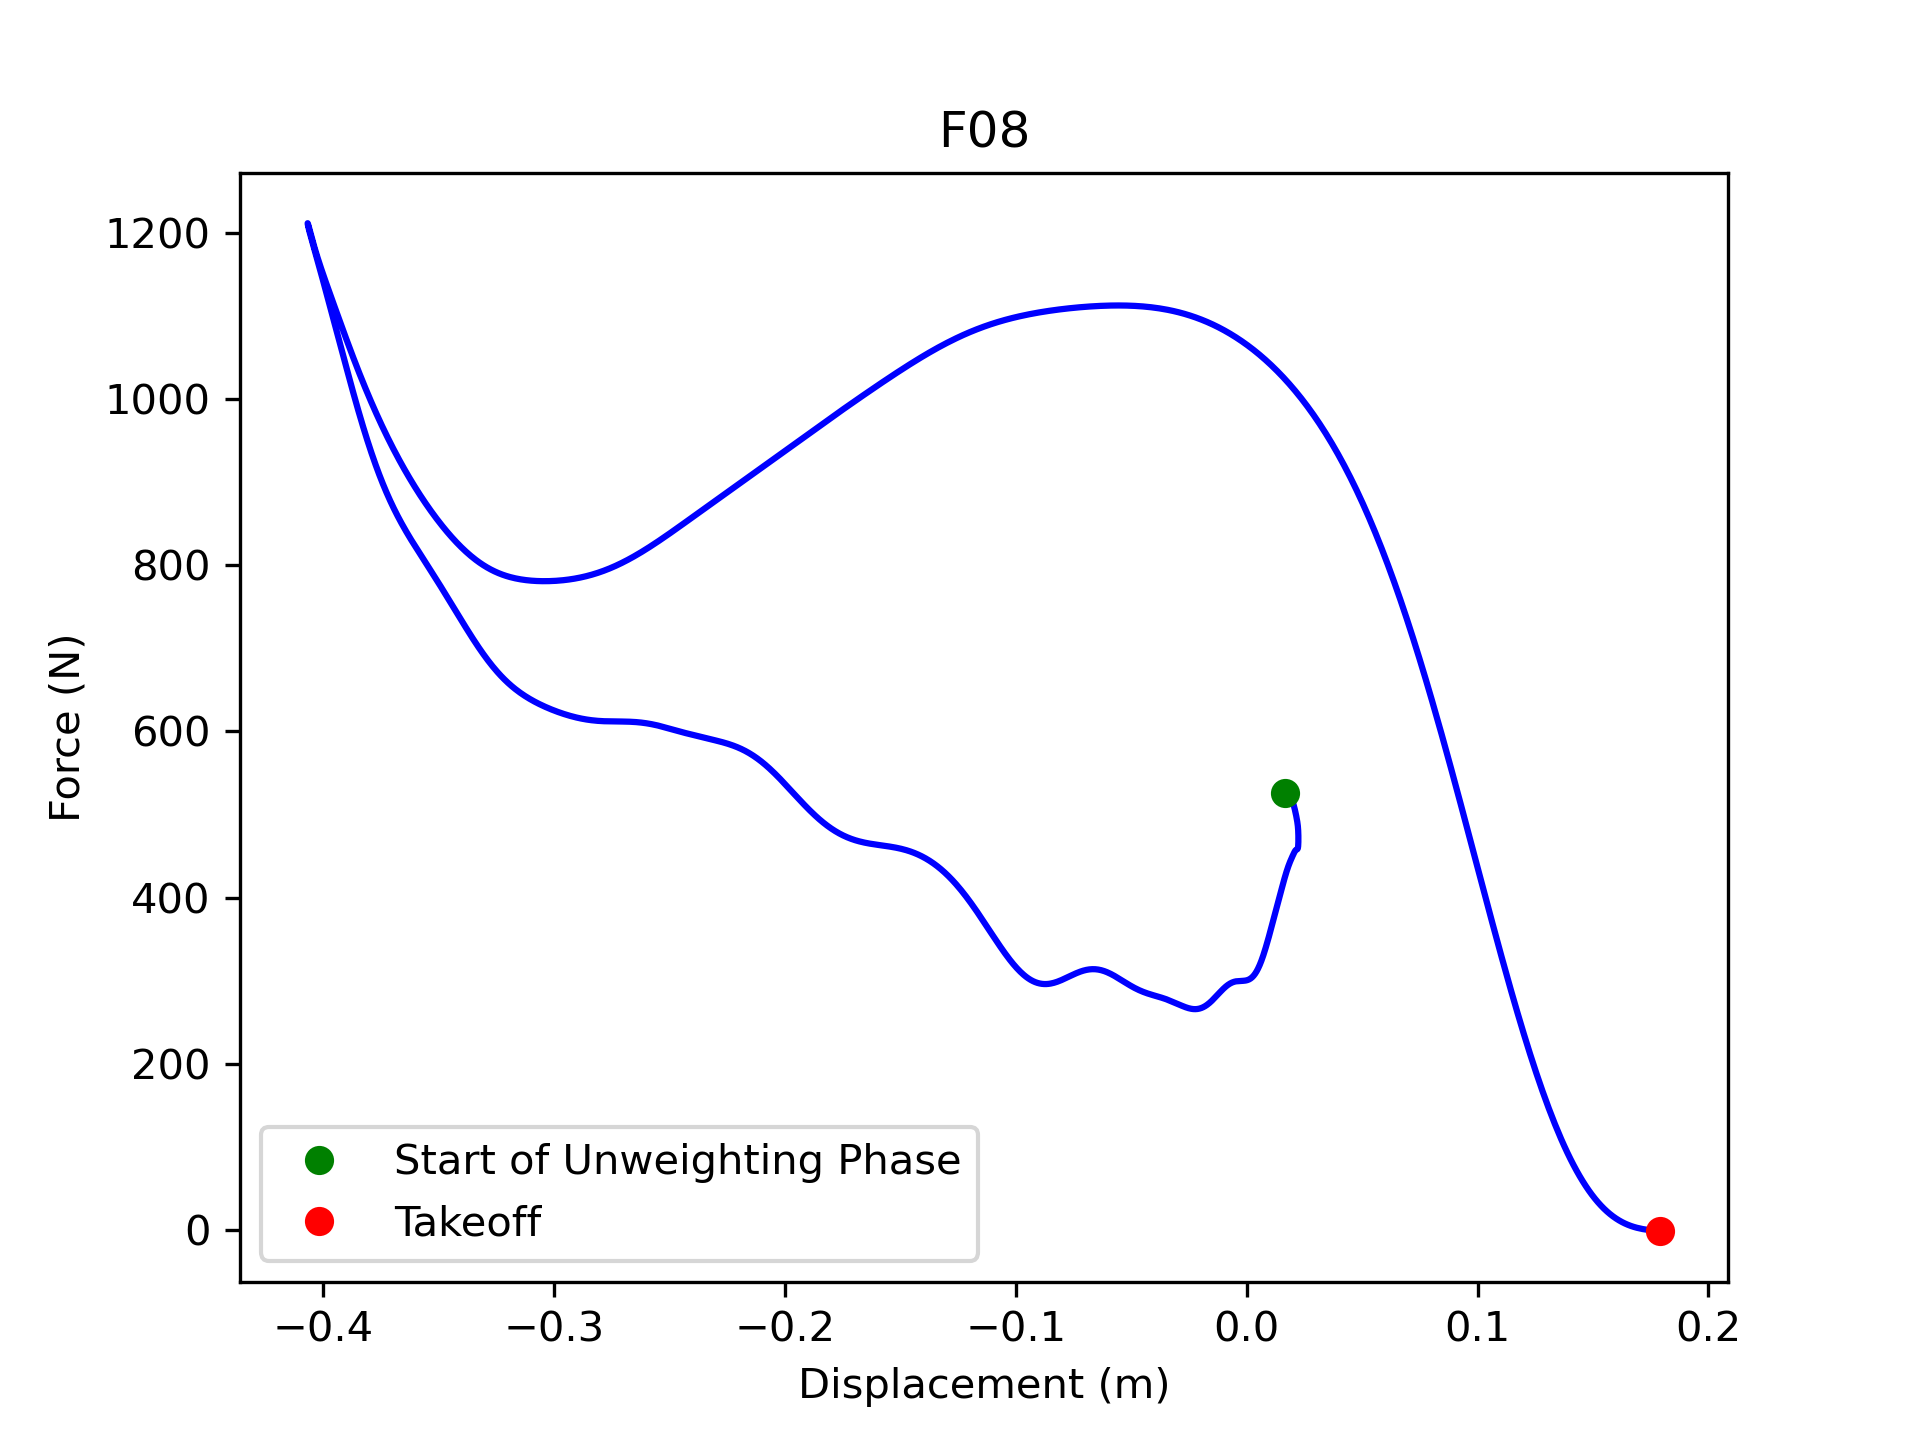 F08
Force (N)
1200
1000
800
600
400
200
0
Start of Unweighting Phase
Takeoff
−0.4
−0.3
−0.2
−0.1
0.0
0.1
0.2
Displacement (m)